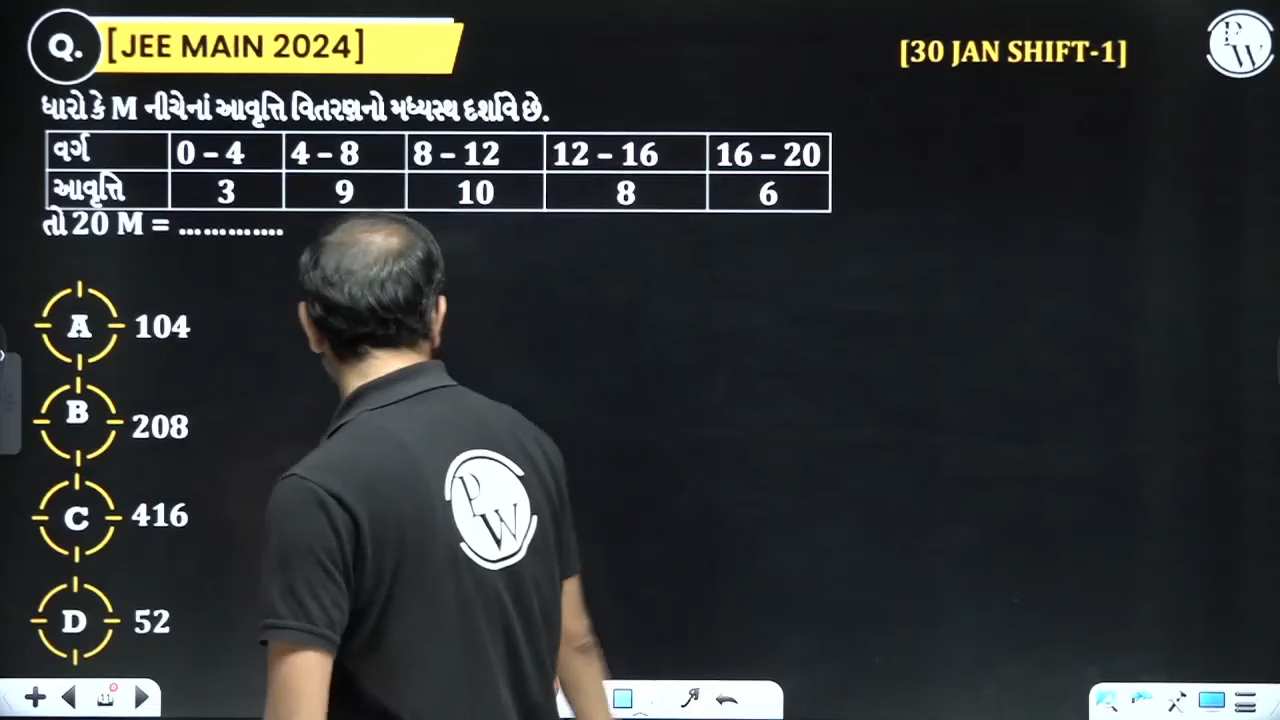 Q. [JEE MAIN 2024]
[30 JAN SHIFT-1]
PW
ધારો કે M નીચેનાં આવૃત્તિ વિતરણનો મધ્યસ્થ દર્શાવે છે.
વર્ગ 0 – 4 4 – 8 8 – 12 12 – 16 16 – 20
આવૃત્તિ 3 9 10 8 6
તો 20 M = ............
A 104
B 208
C 416
D 52
PW
11